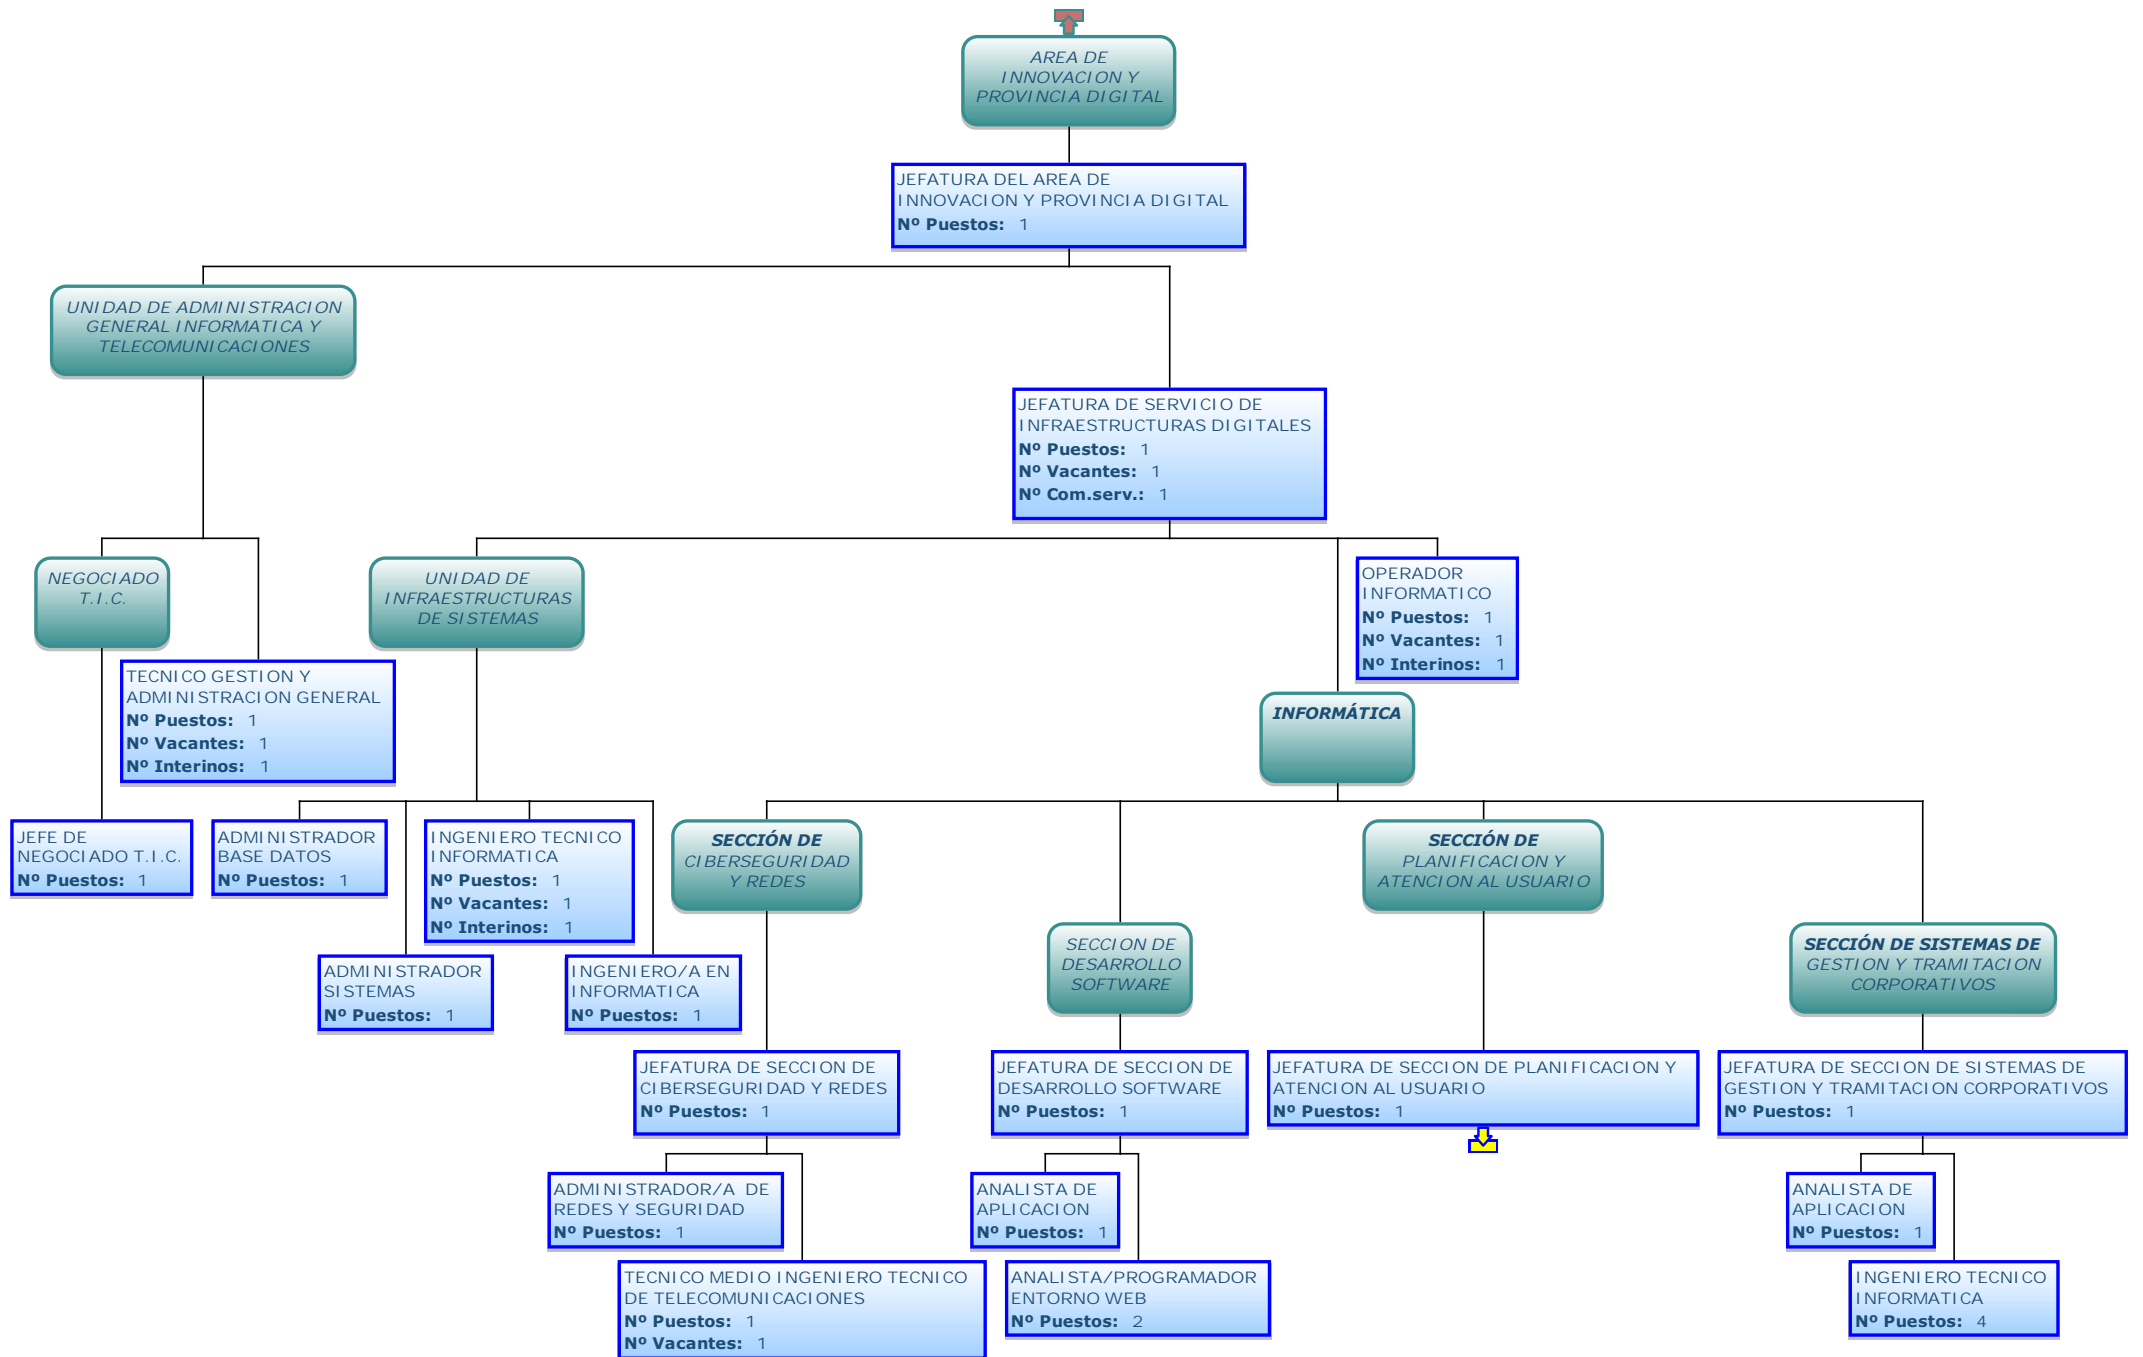 AREA DE
INNOVACION Y
PROVINCIA DIGITAL
JEFATURA DEL AREA DE
INNOVACION Y PROVINCIA DIGITAL
Nº Puestos: 1
UNIDAD DE ADMINISTRACION
GENERAL INFORMATICA Y
TELECOMUNICACIONES
JEFATURA DE SERVICIO DE
INFRAESTRUCTURAS DIGITALES
Nº Puestos: 1
Nº Vacantes: 1
Nº Com.serv.: 1
NEGOCIADO
T.I.C.
UNIDAD DE
INFRAESTRUCTURAS
DE SISTEMAS
OPERADOR
INFORMATICO
Nº Puestos: 1
Nº Vacantes: 1
Nº Interinos: 1
TECNICO GESTION Y
ADMINISTRACION GENERAL
Nº Puestos: 1
Nº Vacantes: 1
Nº Interinos: 1
INFORMÁTICA
JEFE DE
NEGOCIADO T.I.C.
Nº Puestos: 1
ADMINISTRADOR
BASE DATOS
Nº Puestos: 1
INGENIERO TECNICO
INFORMATICA
Nº Puestos: 1
Nº Vacantes: 1
Nº Interinos: 1
SECCIÓN DE
CIBERSEGURIDAD
Y REDES
SECCIÓN DE
PLANIFICACION Y
ATENCION AL USUARIO
ADMINISTRADOR
SISTEMAS
Nº Puestos: 1
INGENIERO/A EN
INFORMATICA
Nº Puestos: 1
SECCION DE
DESARROLLO
SOFTWARE
SECCIÓN DE SISTEMAS DE
GESTION Y TRAMITACION
CORPORATIVOS
JEFATURA DE SECCION DE
CIBERSEGURIDAD Y REDES
Nº Puestos: 1
JEFATURA DE SECCION DE
DESARROLLO SOFTWARE
Nº Puestos: 1
JEFATURA DE SECCION DE PLANIFICACION Y
ATENCION AL USUARIO
Nº Puestos: 1
JEFATURA DE SECCION DE SISTEMAS DE
GESTION Y TRAMITACION CORPORATIVOS
Nº Puestos: 1
ADMINISTRADOR/A DE
REDES Y SEGURIDAD
Nº Puestos: 1
ANALISTA DE
APLICACION
Nº Puestos: 1
ANALISTA DE
APLICACION
Nº Puestos: 1
TECNICO MEDIO INGENIERO TECNICO
DE TELECOMUNICACIONES
Nº Puestos: 1
Nº Vacantes: 1
ANALISTA/PROGRAMADOR
ENTORNO WEB
Nº Puestos: 2
INGENIERO TECNICO
INFORMATICA
Nº Puestos: 4